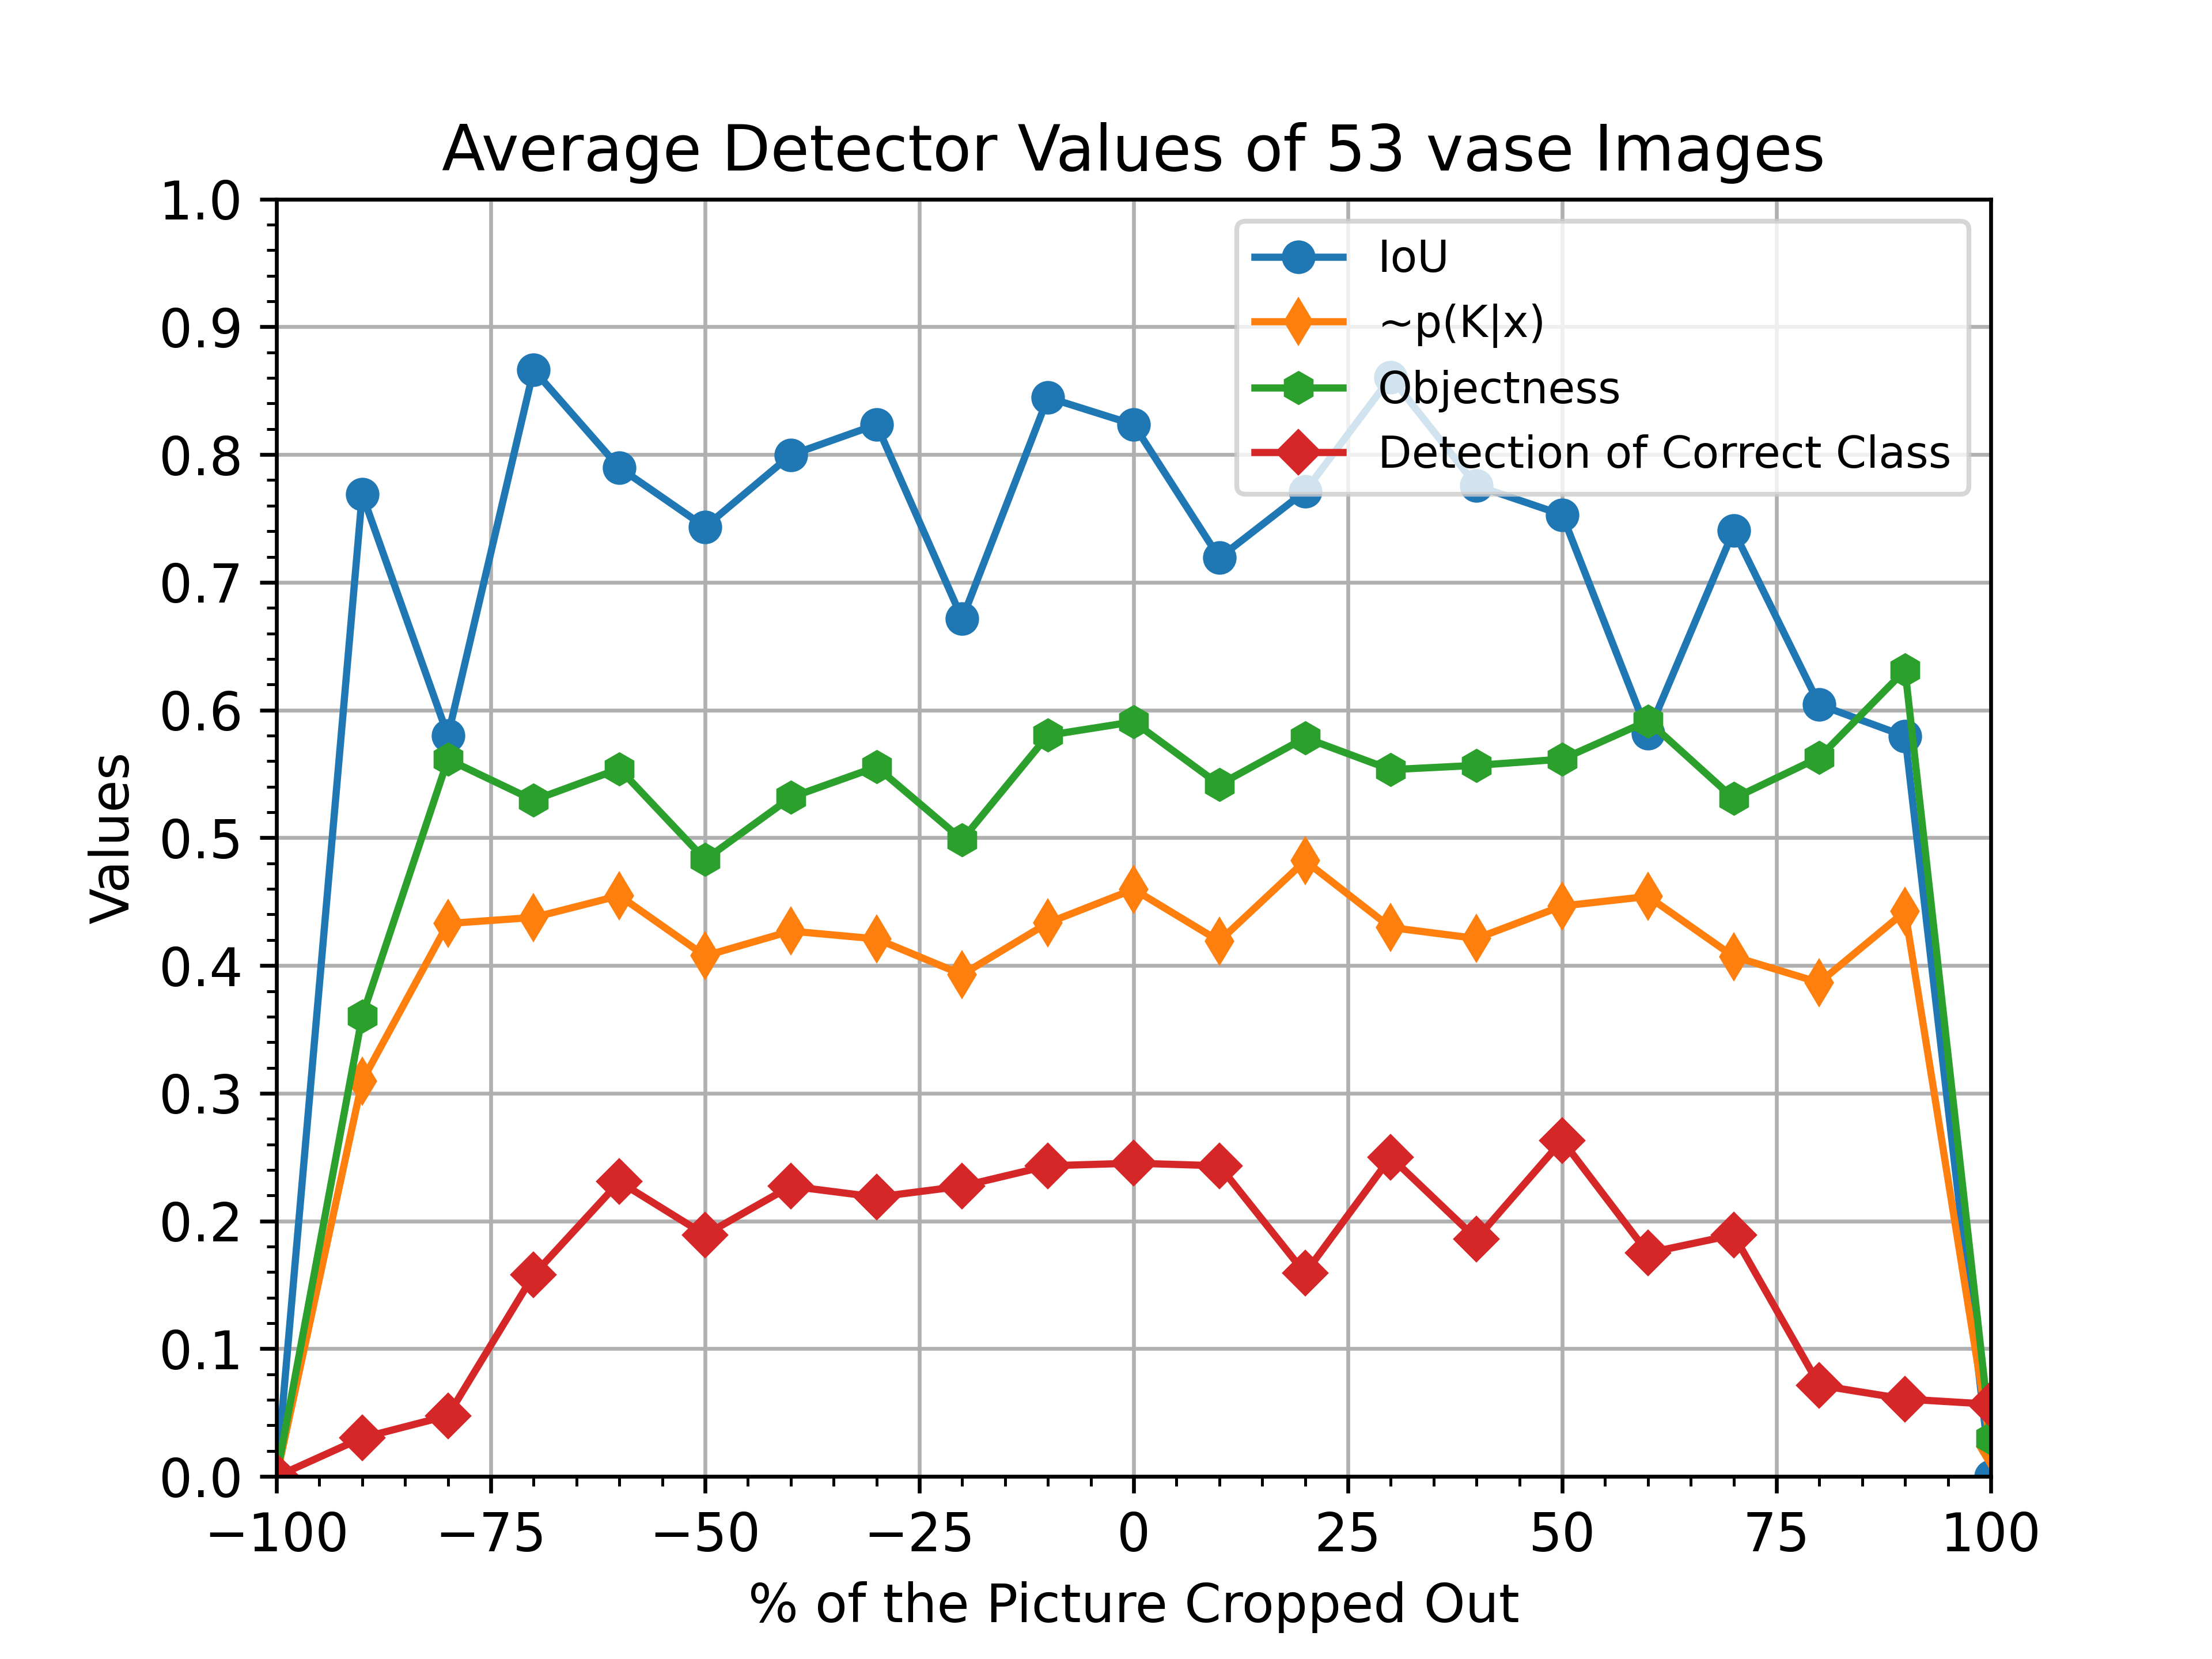 Average Detector Values of 53 vase Images
1.0
0.9
0.8
0.7
0.6
0.5
0.4
0.3
0.2
0.1
0.0
Values
IoU
~p(K|x)
Objectness
Detection of Correct Class
−100 −75 −50 −25 0 25 50 75 100
% of the Picture Cropped Out